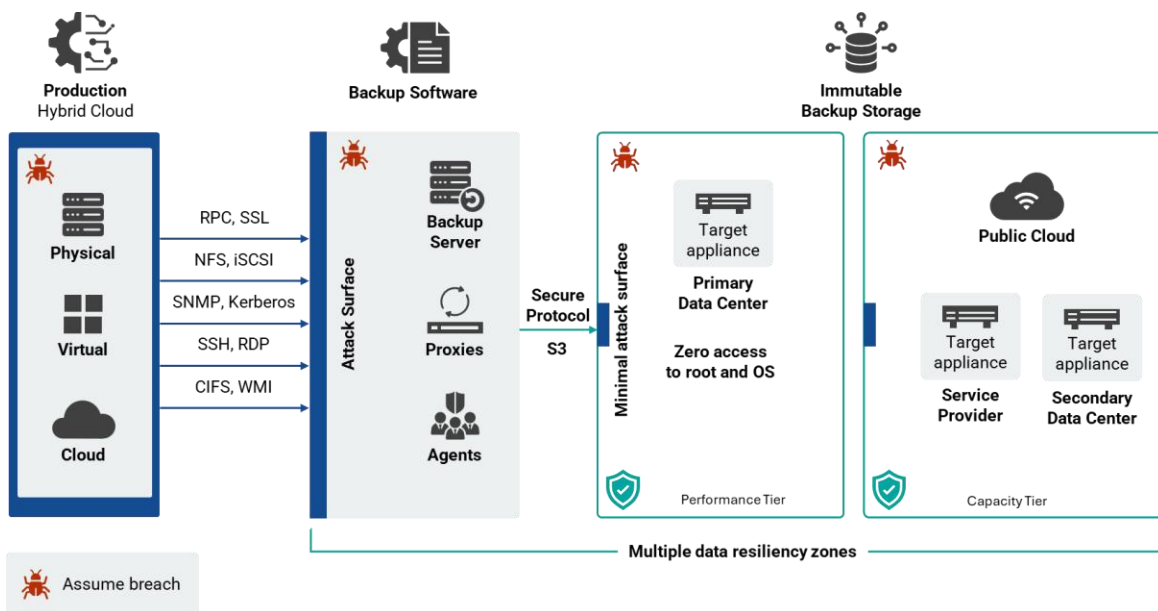 Production
Hybrid Cloud
Backup Software
Immutable
Backup Storage
Physical
Virtual
Cloud
RPC, SSL
NFS, iSCSI
SNMP, Kerberos
SSH, RDP
CIFS, WMI
Attack Surface
Backup
Server
Proxies
Agents
Secure
Protocol
S3
Minimal attack surface
Target
appliance
Primary
Data Center
Zero access
to root and OS
Performance Tier
Public Cloud
Target
appliance
Service
Provider
Target
appliance
Secondary
Data Center
Capacity Tier
Multiple data resiliency zones
Assume breach